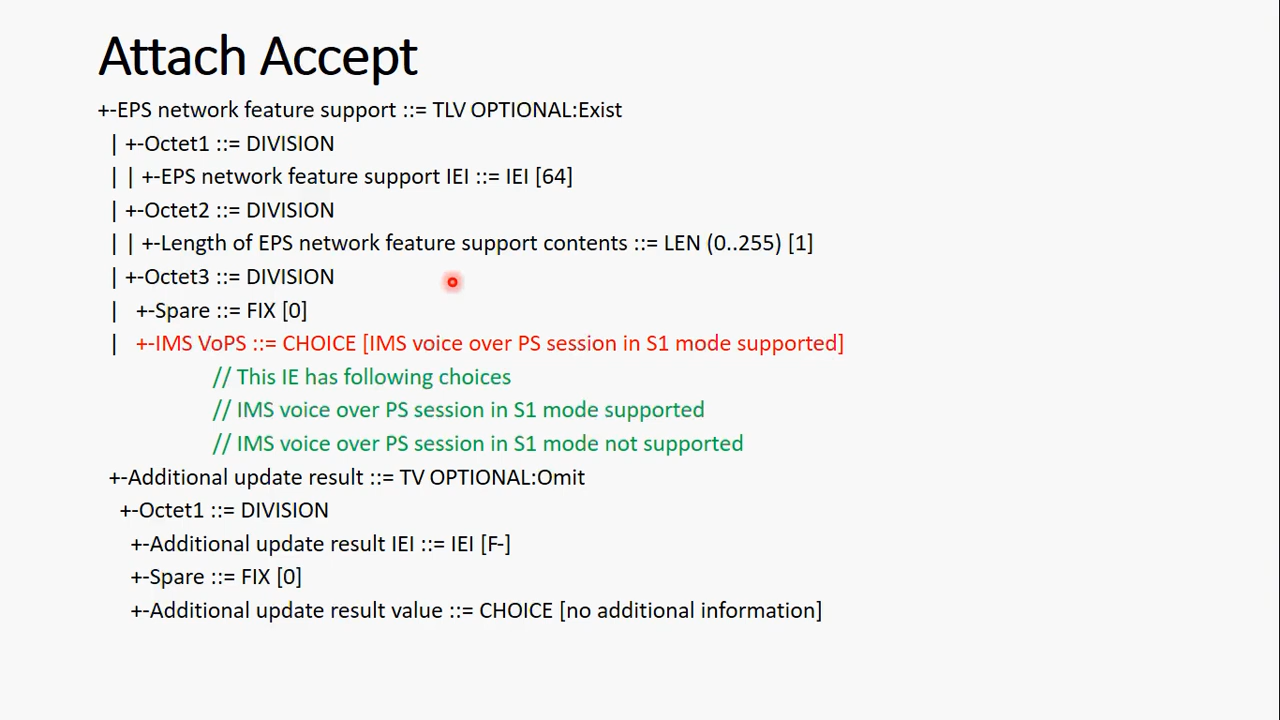 Attach Accept
+-EPS network feature support ::= TLV OPTIONAL:Exist
| +-Octet1 ::= DIVISION
| | +-EPS network feature support IEI ::= IEI [64]
| +-Octet2 ::= DIVISION
| | +-Length of EPS network feature support contents ::= LEN (0..255) [1]
| +-Octet3 ::= DIVISION
| +-Spare ::= FIX [0]
| +-IMS VoPS ::= CHOICE [IMS voice over PS session in S1 mode supported]
// This IE has following choices
// IMS voice over PS session in S1 mode supported
// IMS voice over PS session in S1 mode not supported
+-Additional update result ::= TV OPTIONAL:Omit
+-Octet1 ::= DIVISION
+-Additional update result IEI ::= IEI [F-]
+-Spare ::= FIX [0]
+-Additional update result value ::= CHOICE [no additional information]